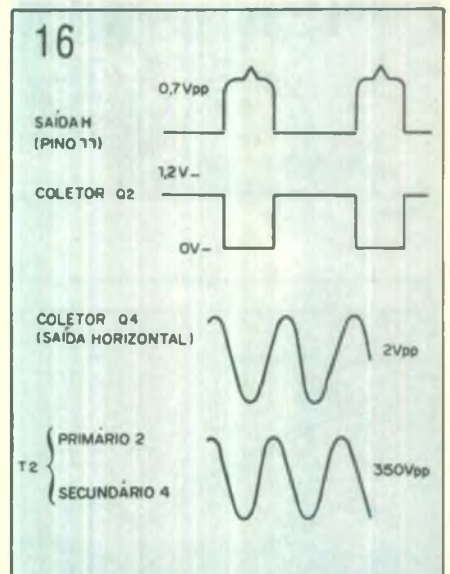 16
0,7Vpp
SAÍDA H
(PINO 11)
1,2V-
COLETOR Q2
0V-
COLETOR Q4
(SAÍDA HORIZONTAL)
2Vpp
PRIMÁRIO 2
T2
350Vpp
SECUNDÁRIO 4